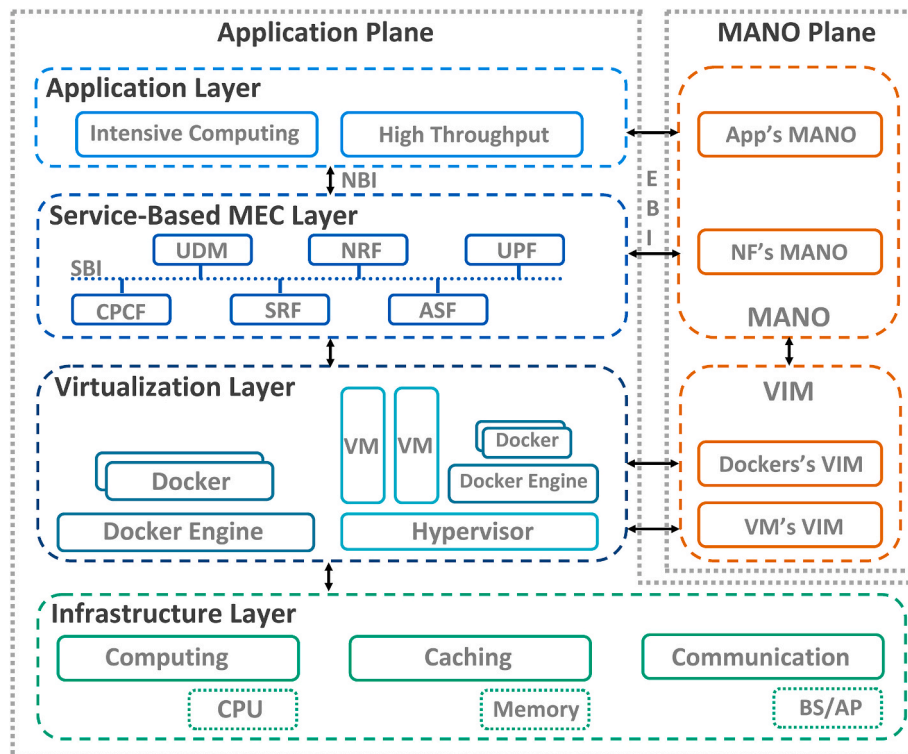 Application Plane
MANO Plane
Application Layer
Intensive Computing
High Throughput
App's MANO
NBI
E
B
I
Service-Based MEC Layer
UDM
NRF
UPF
SBI
CPCF
SRF
ASF
NF's MANO
MANO
Virtualization Layer
VIM
VM
VM
Docker
Docker Engine
Docker
Docker Engine
Hypervisor
Dockers's VIM
VM's VIM
Infrastructure Layer
Computing
Caching
Communication
CPU
Memory
BS/AP